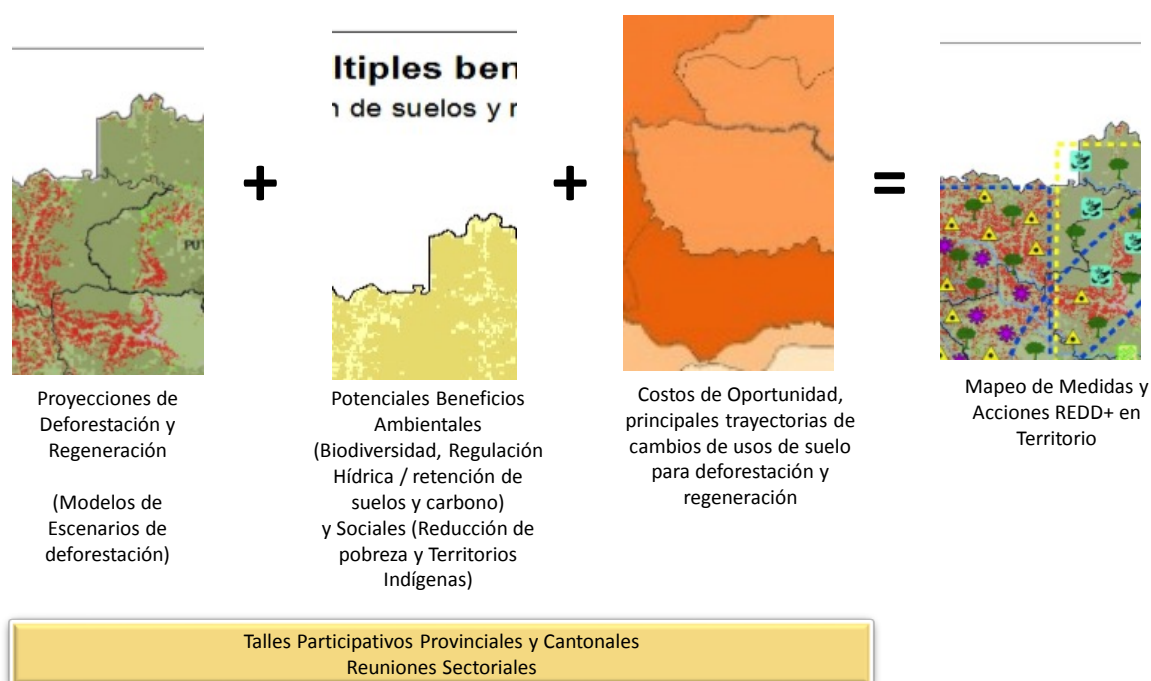 ltiples ben
n de suelos y r
PUT
+
+
=
Proyecciones de
Deforestación y
Regeneración
(Modelos de
Escenarios de
deforestación)
Potenciales Beneficios
Ambientales
(Biodiversidad, Regulación
Hídrica / retención de
suelos y carbono)
y Sociales (Reducción de
pobreza y Territorios
Indígenas)
Costos de Oportunidad,
principales trayectorias de
cambios de usos de suelo
para deforestación y
regeneración
Mapeo de Medidas y
Acciones REDD+ en
Territorio
Talles Participativos Provinciales y Cantonales
Reuniones Sectoriales